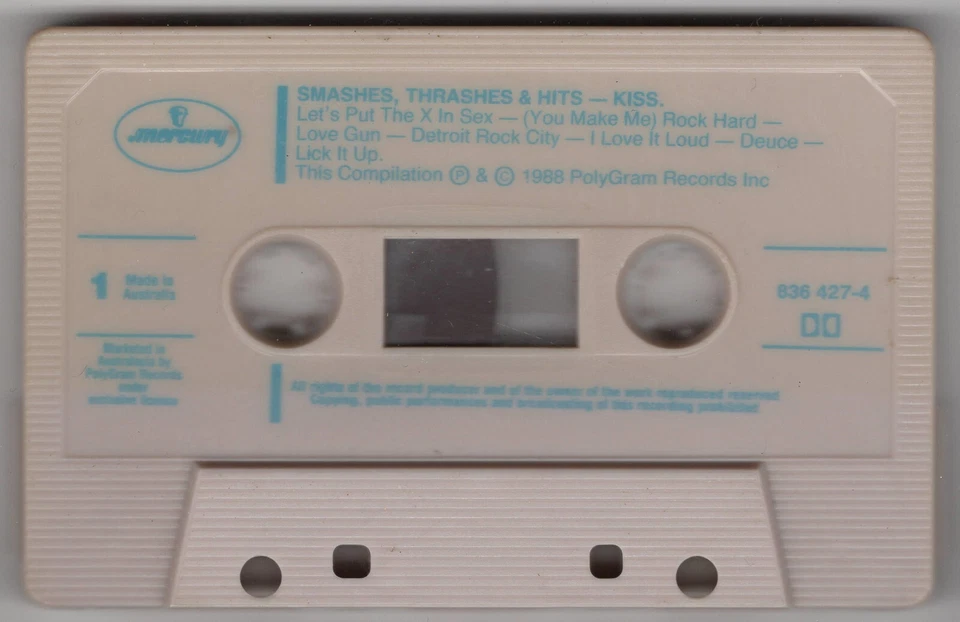 mercury
SMASHES, THRASHES & HITS — KISS.
Let's Put The X In Sex — (You Make Me) Rock Hard —
Love Gun — Detroit Rock City — I Love It Loud — Deuce —
Lick It Up.
This Compilation Ⓟ & © 1988 PolyGram Records Inc
1
Made in
Australia
836 427-4
Marketed in
Australasia by
PolyGram Records
under
exclusive licence
All rights of the record producer and of the owner of the work reproduced reserved
Copying, public performances and broadcasting of this recording prohibited